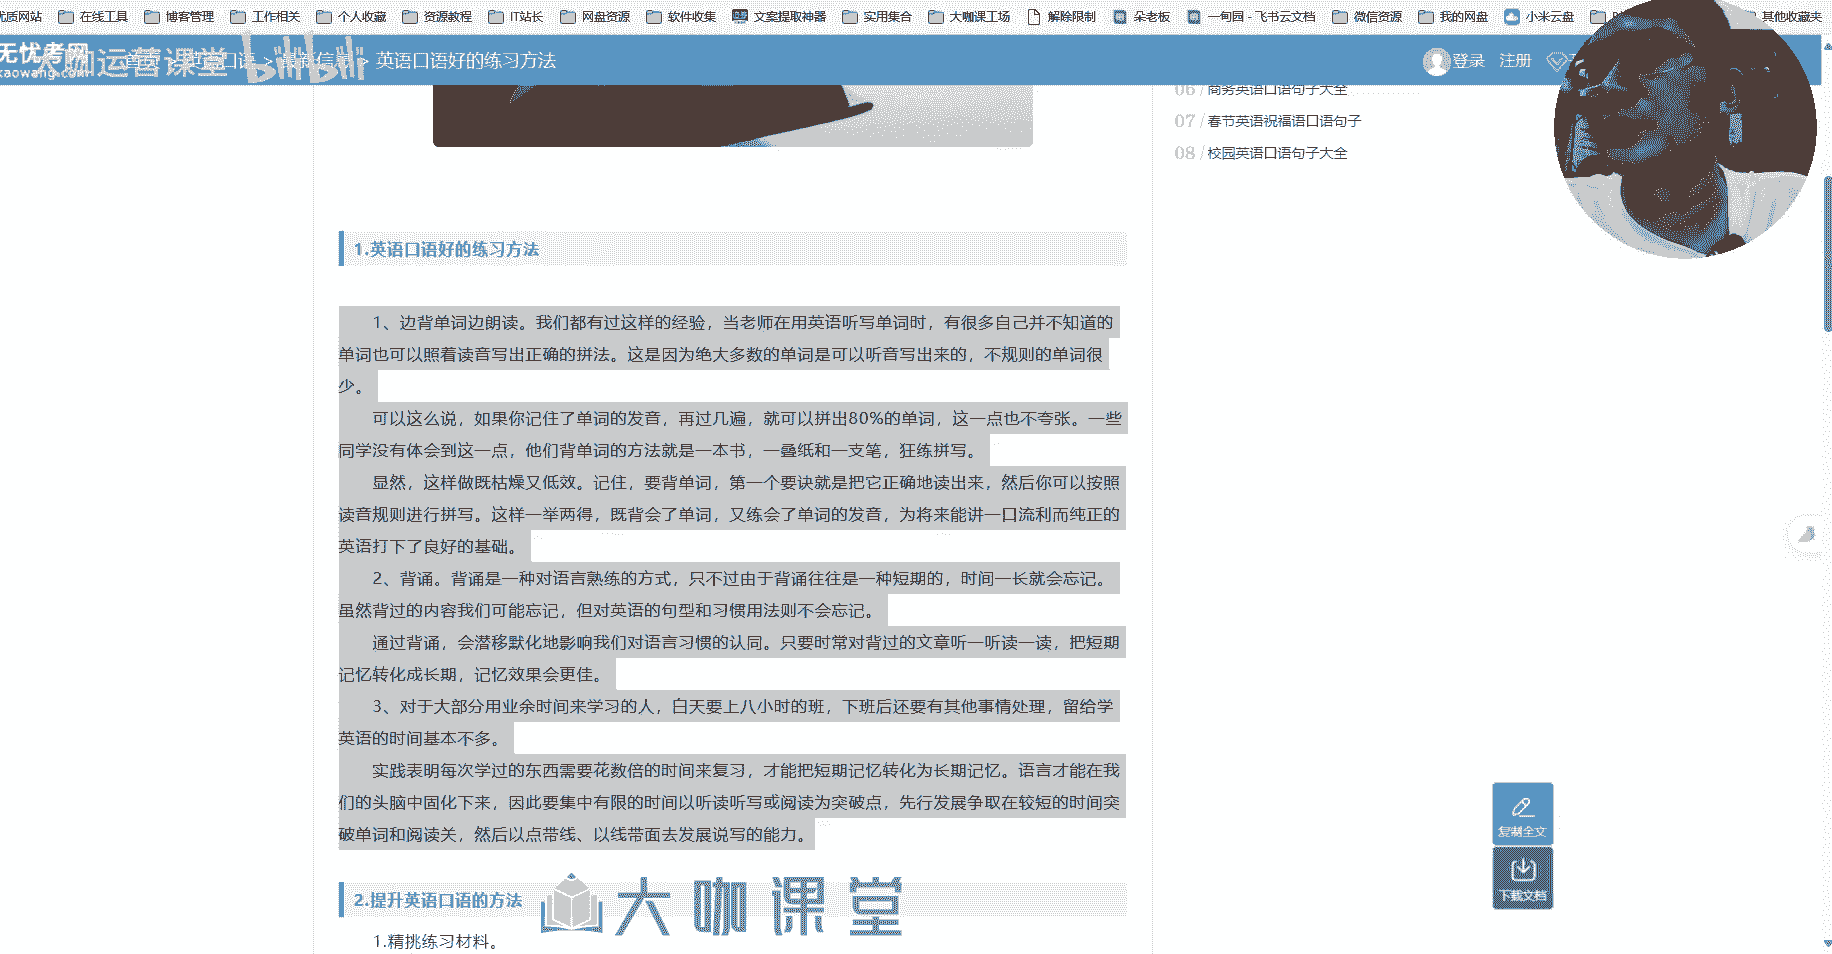 优质网站 在线工具 博客管理 工作相关 个人收藏 资源教程 IT站长 网盘资源 软件收集 文案提取神器 实用集合 大咖课工场 解除限制 朵老板 一甸园 - 飞书云文档 微信资源 我的网盘 小米云盘 其他收藏夹
无忧考网
kaowang.com
大咖运营课堂 bilibili
> 英语口语好的练习方法
登录 注册
06 / 商务英语口语句子大全
07 / 春节英语祝福语口语句子
08 / 校园英语口语句子大全
1.英语口语好的练习方法
1、边背单词边朗读。我们都有过这样的经验，当老师在用英语听写单词时，有很多自己并不知道的
单词也可以照着读音写出正确的拼法。这是因为绝大多数的单词是可以听音写出来的，不规则的单词很
少。
可以这么说，如果你记住了单词的发音，再过几遍，就可以拼出80%的单词，这一点也不夸张。一些
同学没有体会到这一点，他们背单词的方法就是一本书，一叠纸和一支笔，狂练拼写。
显然，这样做既枯燥又低效。记住，要背单词，第一个要诀就是把它正确地读出来，然后你可以按照
读音规则进行拼写。这样一举两得，既背会了单词，又练会了单词的发音，为将来能讲一口流利而纯正的
英语打下了良好的基础。
2、背诵。背诵是一种对语言熟练的方式，只不过由于背诵往往是一种短期的，时间一长就会忘记。
虽然背过的内容我们可能忘记，但对英语的句型和习惯用法则不会忘记。
通过背诵，会潜移默化地影响我们对语言习惯的认同。只要时常对背过的文章听一听读一读，把短期
记忆转化成长期，记忆效果会更佳。
3、对于大部分用业余时间来学习的人，白天要上八小时的班，下班后还要有其他事情处理，留给学
英语的时间基本不多。
实践表明每次学过的东西需要花数倍的时间来复习，才能把短期记忆转化为长期记忆。语言才能在我
们的头脑中固化下来，因此要集中有限的时间以听读听写或阅读为突破点，先行发展争取在较短的时间突
破单词和阅读关，然后以点带线、以线带面去发展说写的能力。
复制全文
下载文档
2.提升英语口语的方法
大咖课堂
1.精挑练习材料。